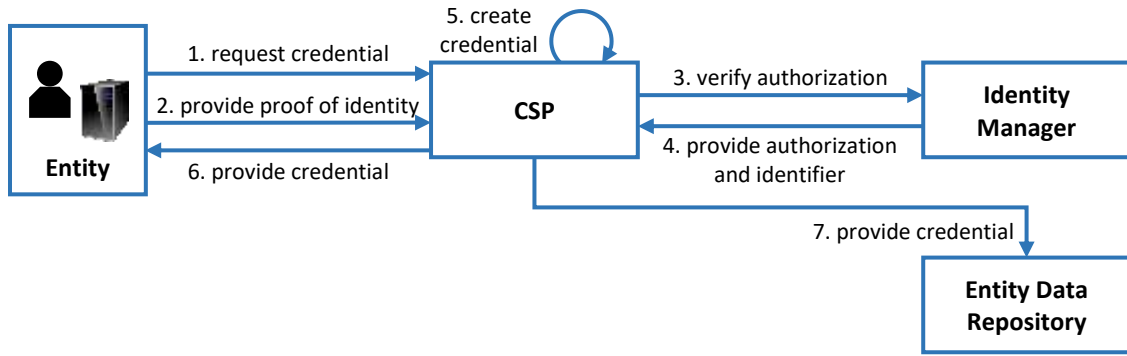 5. create
credential
1. request credential
3. verify authorization
2. provide proof of identity
CSP
Identity
Manager
Entity
6. provide credential
4. provide authorization
and identifier
7. provide credential
Entity Data
Repository